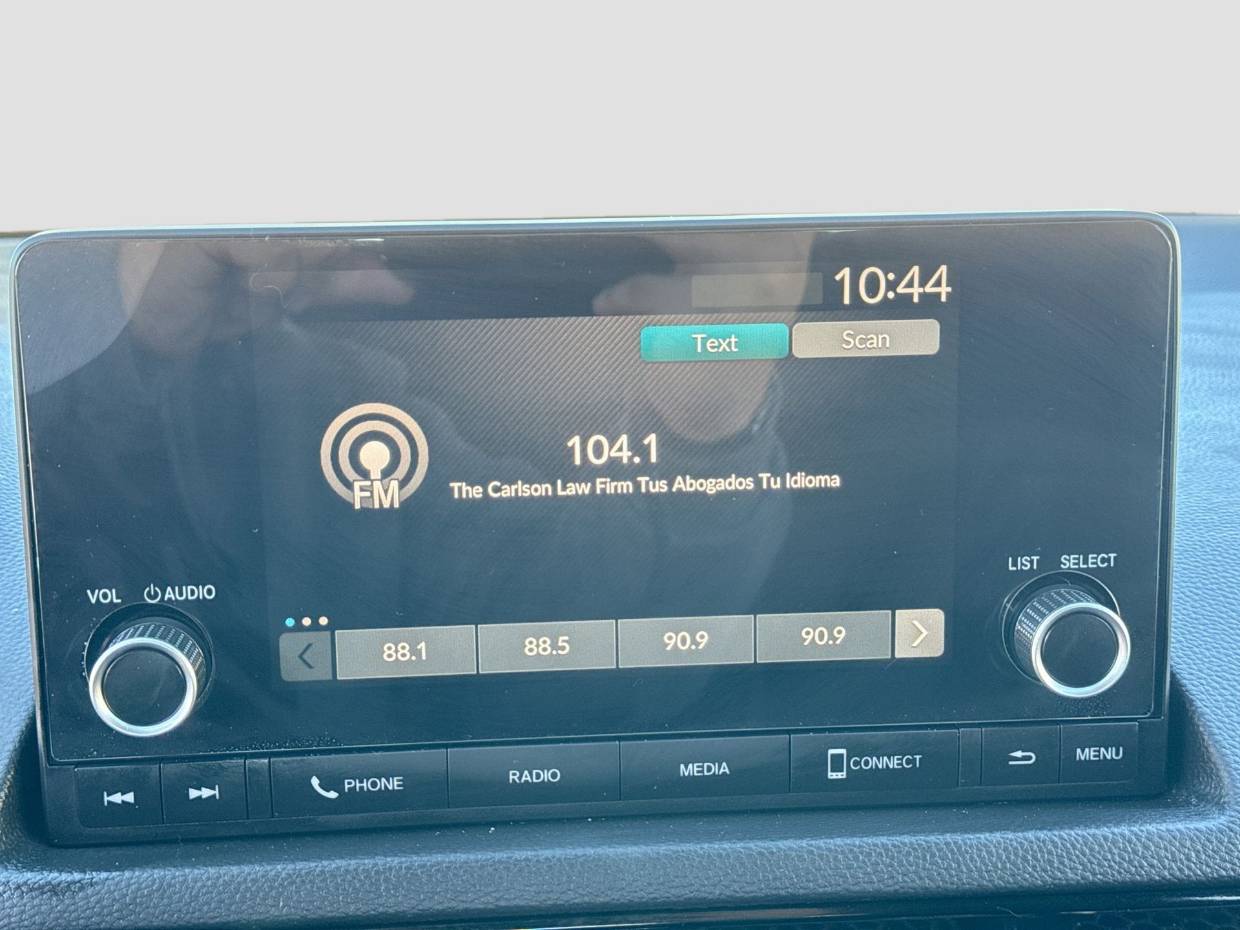 10:44
Text Scan
104.1
FM
The Carlson Law Firm Tus Abogados Tu Idioma
VOL AUDIO
LIST SELECT
88.1 88.5 90.9 90.9
PHONE RADIO MEDIA CONNECT MENU